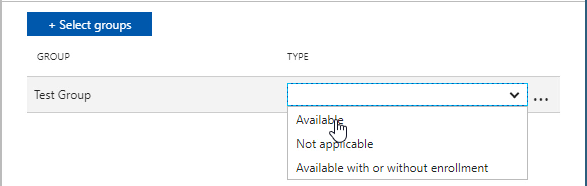 + Select groups
GROUP TYPE
Test Group ...
Available
Not applicable
Available with or without enrollment